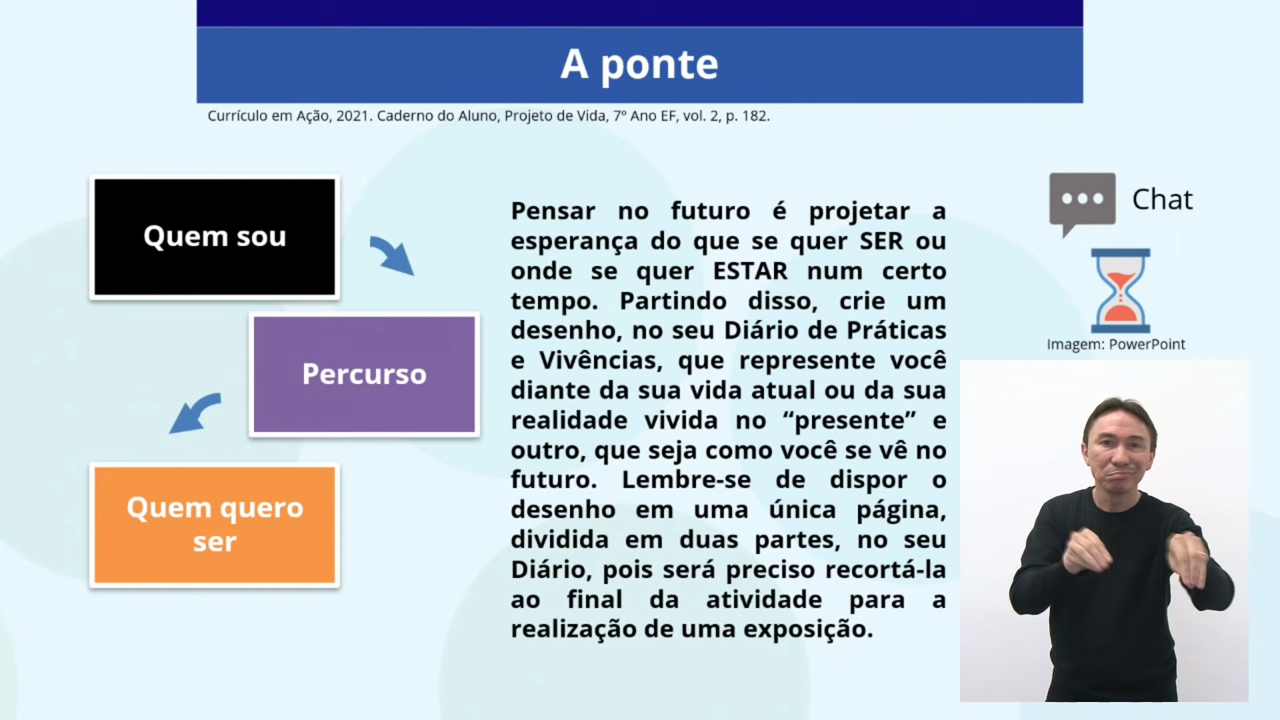 A ponte
Currículo em Ação, 2021. Caderno do Aluno, Projeto de Vida, 7º Ano EF, vol. 2, p. 182.
Quem sou
Percurso
Quem quero
ser
Pensar no futuro é projetar a
esperança do que se quer SER ou
onde se quer ESTAR num certo
tempo. Partindo disso, crie um
desenho, no seu Diário de Práticas
e Vivências, que represente você
diante da sua vida atual ou da sua
realidade vivida no “presente” e
outro, que seja como você se vê no
futuro. Lembre-se de dispor o
desenho em uma única página,
dividida em duas partes, no seu
Diário, pois será preciso recortá-la
ao final da atividade para a
realização de uma exposição.
Chat
Imagem: PowerPoint